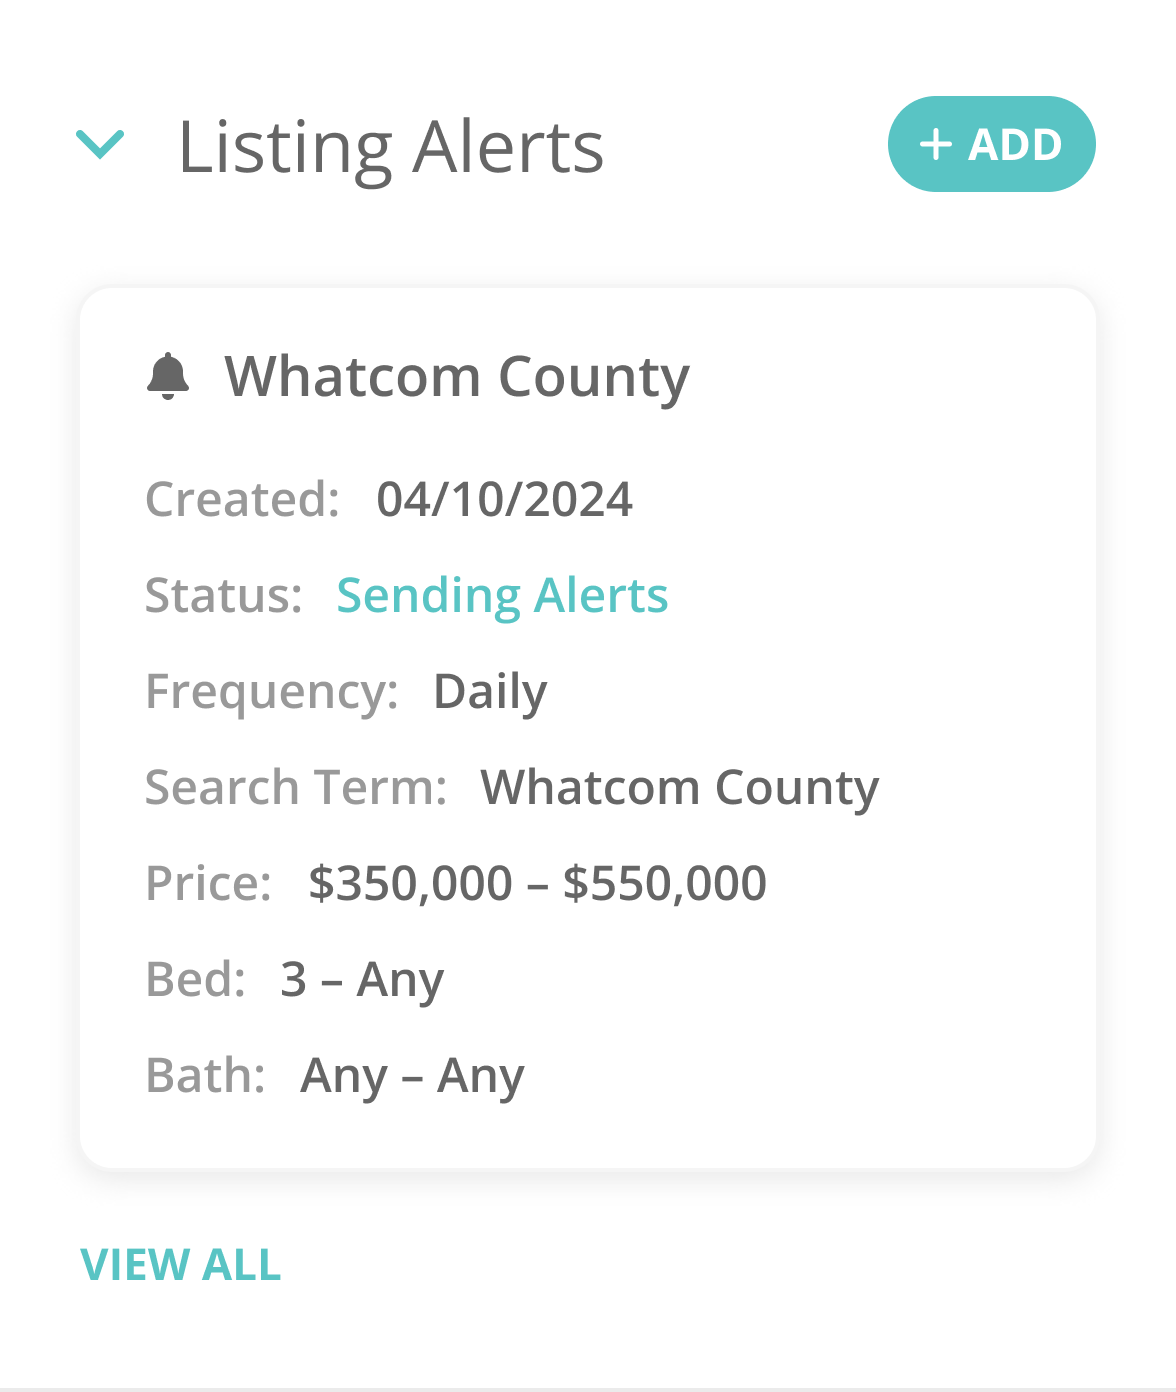 Listing Alerts
+ ADD
Whatcom County
Created: 04/10/2024
Status: Sending Alerts
Frequency: Daily
Search Term: Whatcom County
Price: $350,000 – $550,000
Bed: 3 – Any
Bath: Any – Any
VIEW ALL